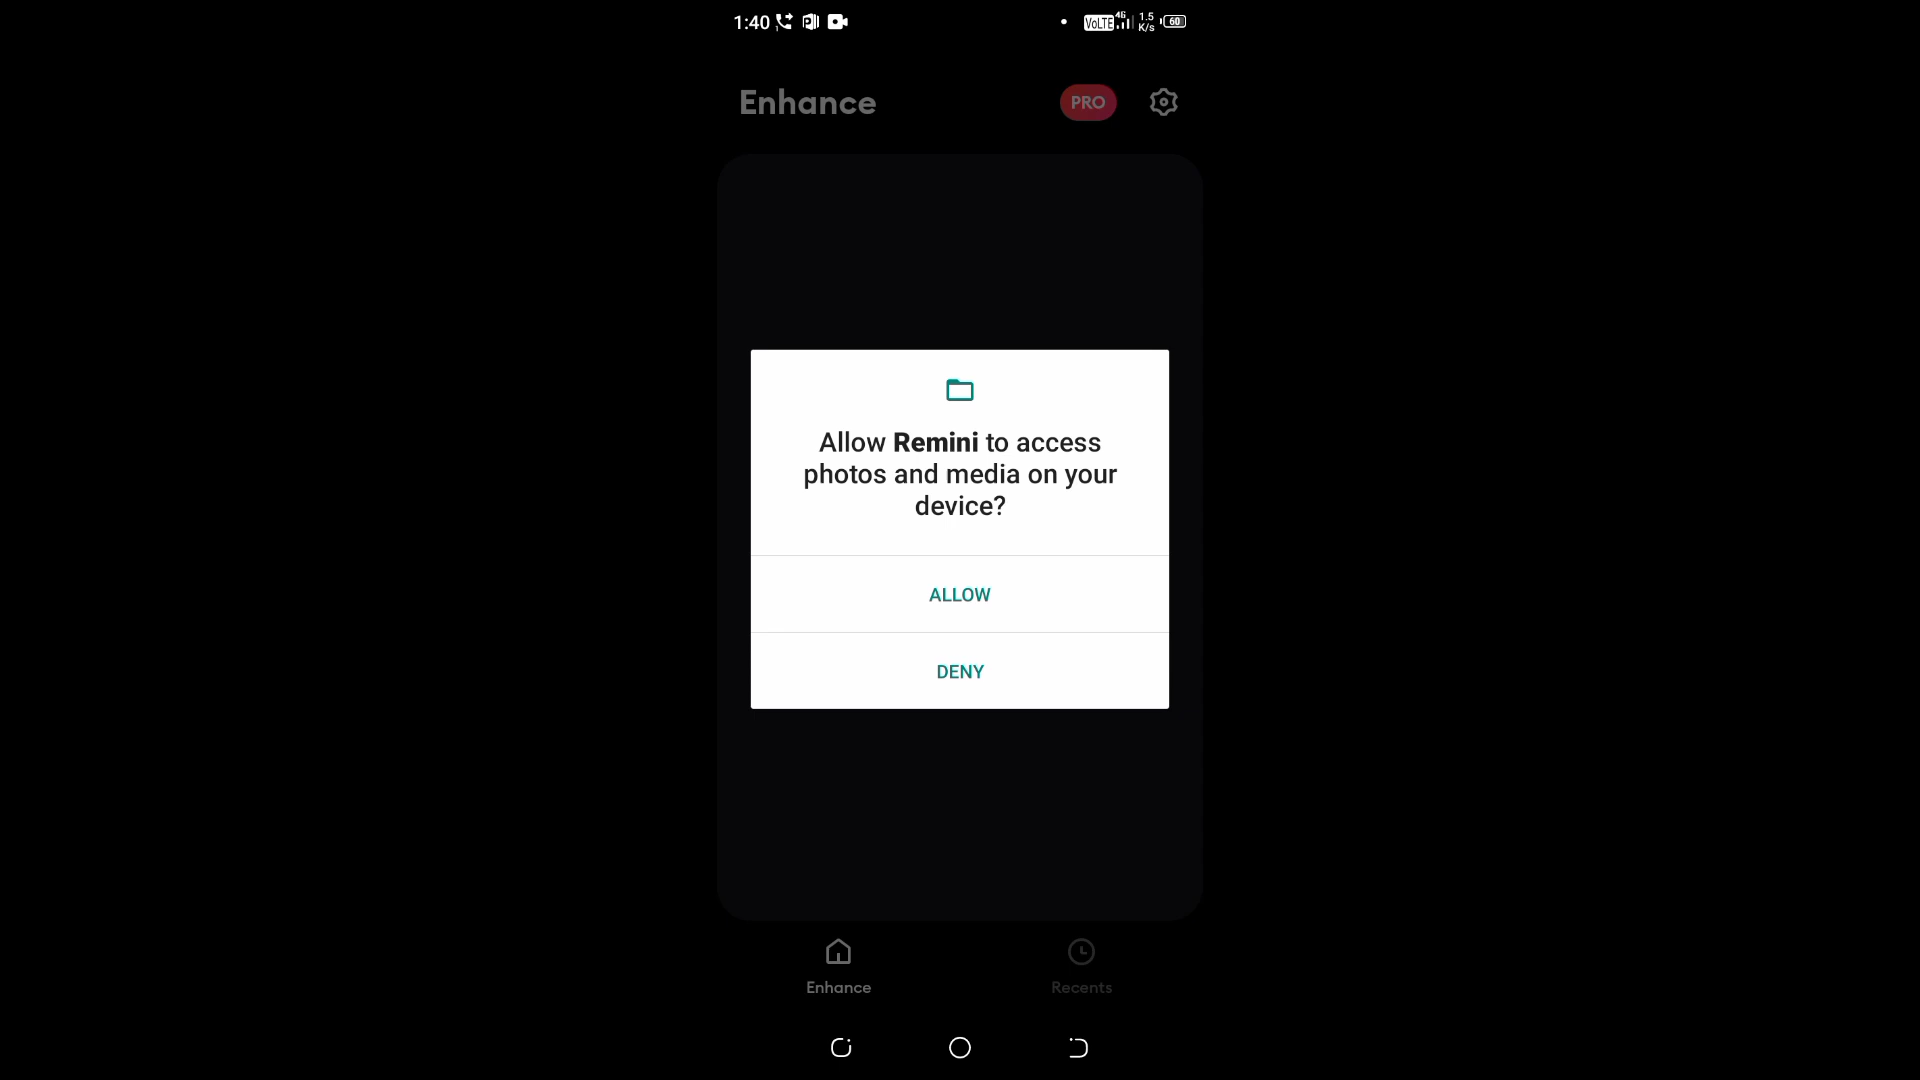 1:40 VoLTE 4G 1.5 K/s 60
Enhance PRO
Allow Remini to access
photos and media on your
device?
ALLOW
DENY
Enhance Recents